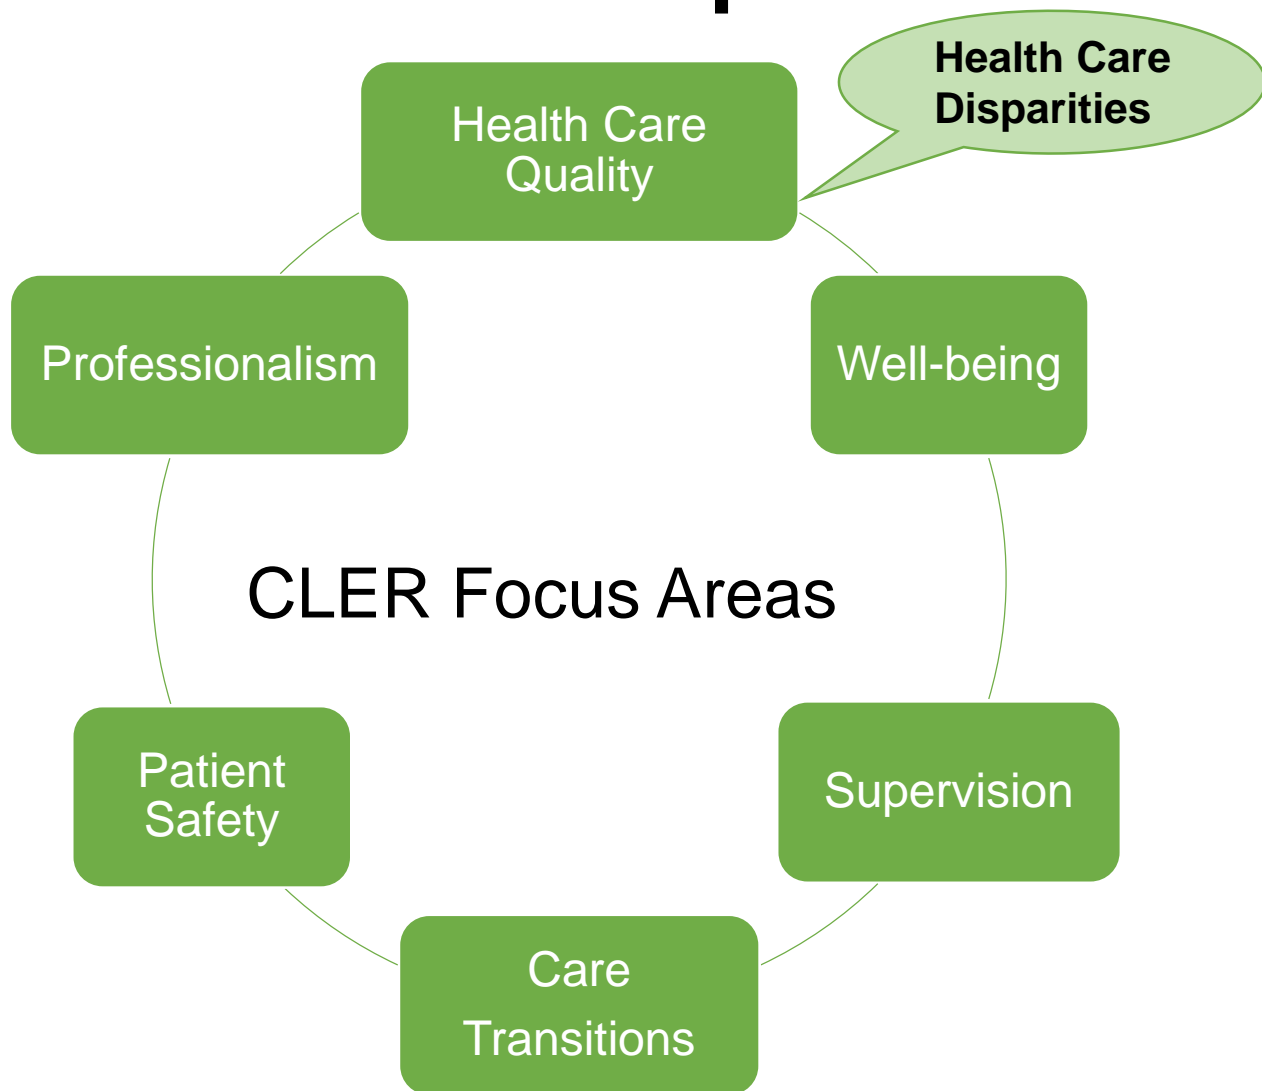 Health Care
Disparities
Health Care
Quality
Professionalism
Well-being
CLER Focus Areas
Patient
Safety
Supervision
Care
Transitions